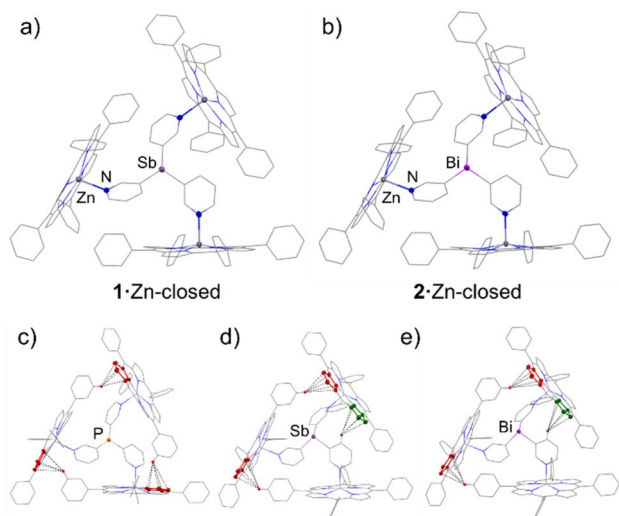 a)
b)
Sb
Bi
N
N
Zn
Zn
1·Zn-closed
2·Zn-closed
c)
d)
e)
P
Sb
Bi